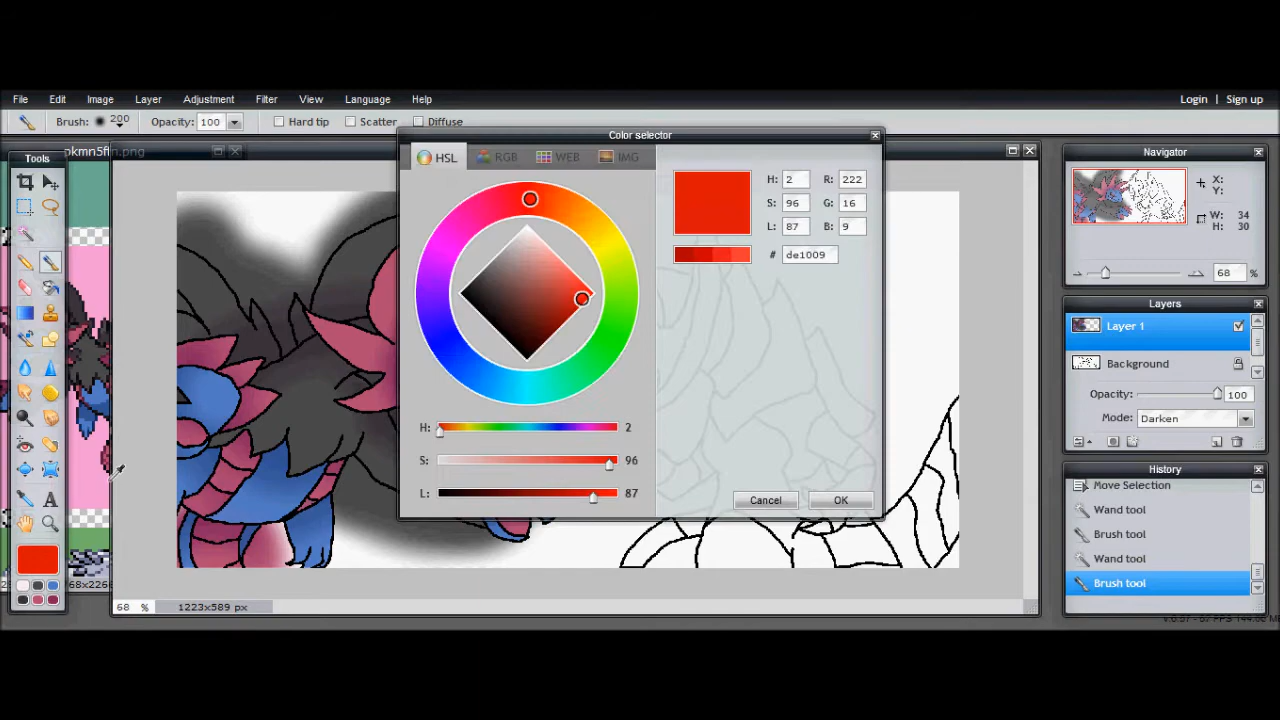 File Edit Image Layer Adjustment Filter View Language Help Login | Sign up
Brush: 200 Opacity: 100 Hard tip Scatter Diffuse
Color selector
pkmn5ftn.png
Tools
HSL RGB WEB IMG
H: 2 R: 222
S: 96 G: 16
L: 87 B: 9
# de1009
H: 2
S: 96
L: 87
Cancel OK
68 % 1223x589 px
Navigator
X:
Y:
W: 34
H: 30
68 %
Layers
Layer 1
Background
Opacity: 100
Mode: Darken
History
Move Selection
Wand tool
Brush tool
Wand tool
Brush tool